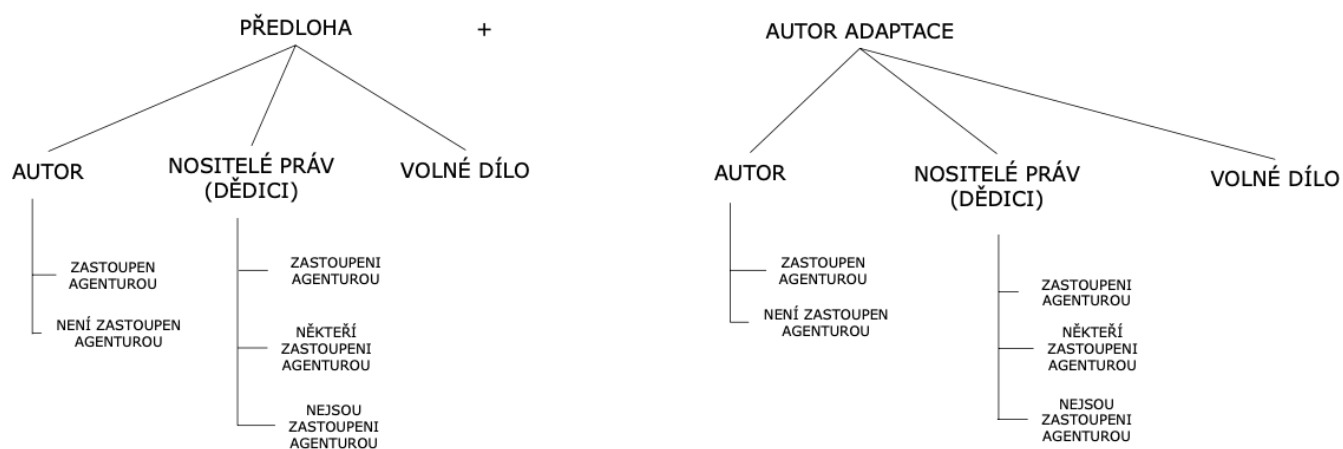 PŘEDLOHA +
AUTOR
NOSITELÉ PRÁV
(DĚDICI)
VOLNÉ DÍLO
ZASTOUPEN
AGENTUROU
NENÍ ZASTOUPEN
AGENTUROU
ZASTOUPENI
AGENTUROU
NĚKTEŘÍ
ZASTOUPENI
AGENTUROU
NEJSOU
ZASTOUPENI
AGENTUROU
AUTOR ADAPTACE
AUTOR
NOSITELÉ PRÁV
(DĚDICI)
VOLNÉ DÍLO
ZASTOUPEN
AGENTUROU
NENÍ ZASTOUPEN
AGENTUROU
ZASTOUPENI
AGENTUROU
NĚKTEŘÍ
ZASTOUPENI
AGENTUROU
NEJSOU
ZASTOUPENI
AGENTUROU